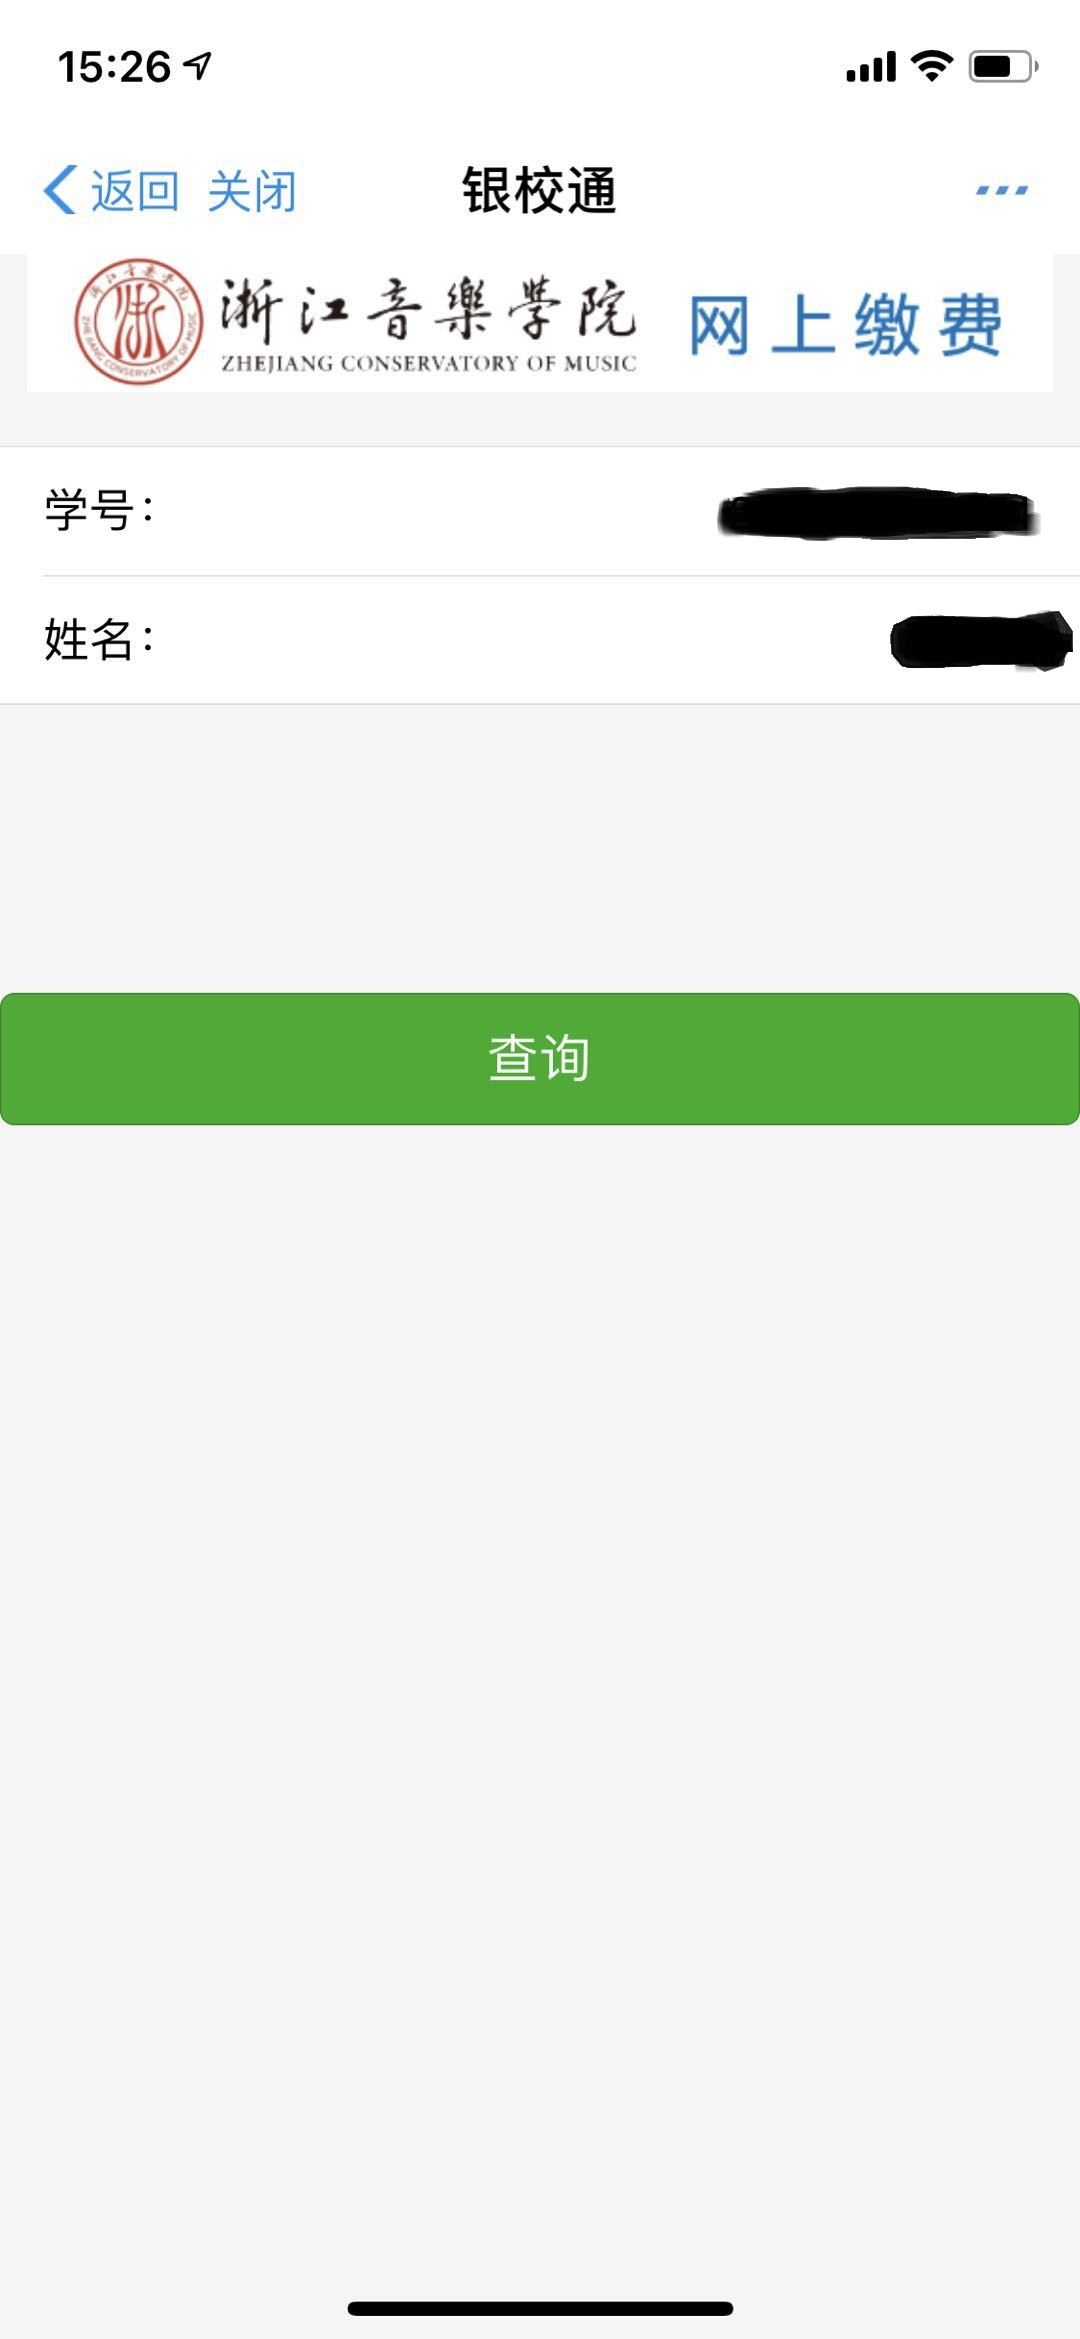 15:26
返回 关闭 银校通
浙江音樂學院 网上缴费
ZHEJIANG CONSERVATORY OF MUSIC
学号：
姓名：
查询